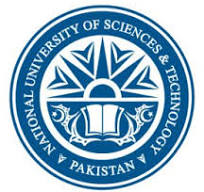 NATIONAL UNIVERSITY OF SCIENCES & TECHNOLOGY
PAKISTAN